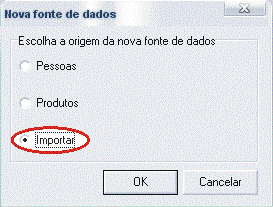 Nova fonte de dados
Escolha a origem da nova fonte de dados
Pessoas
Produtos
Importar
OK
Cancelar